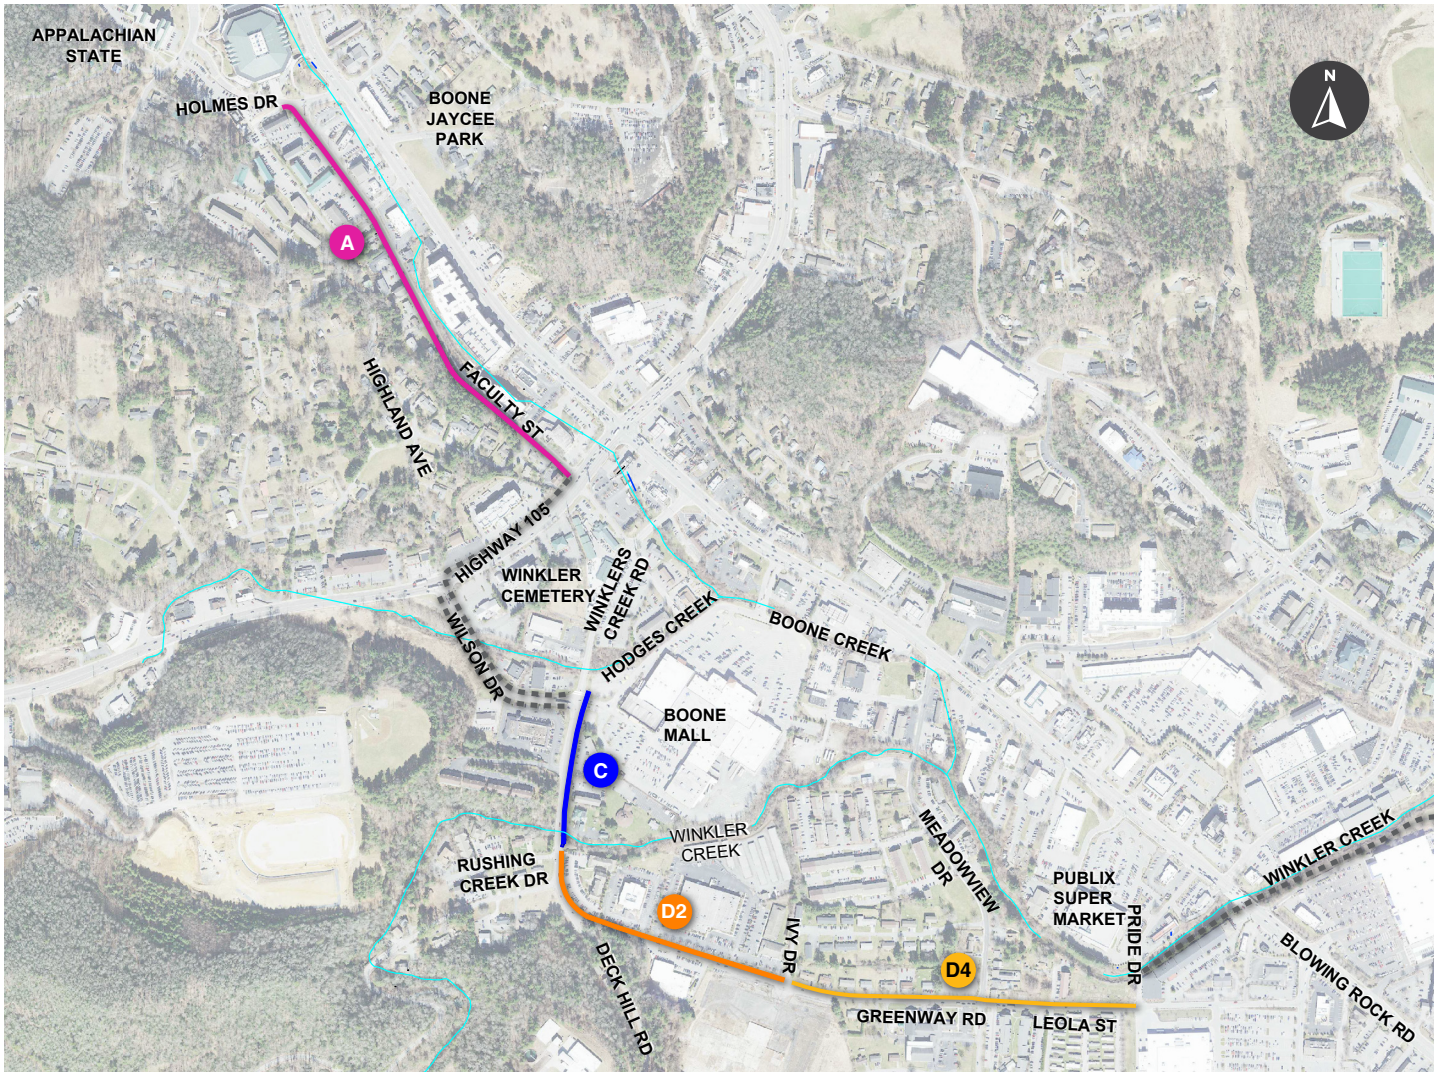 APPALACHIAN
STATE
N
HOLMES DR
BOONE
JAYCEE
PARK
A
HIGHLAND AVE
FACULTY ST
HIGHWAY 105
WINKLER
CEMETERY
WINKLERS
CREEK RD
WILSON DR
HODGES CREEK
BOONE CREEK
BOONE
MALL
C
WINKLER
CREEK
RUSHING
CREEK DR
MEADOWVIEW
DR
PUBLIX
SUPER
MARKET
WINKLER CREEK
D2
IVY DR
PRIDE DR
DECK HILL RD
D4
BLOWING ROCK RD
GREENWAY RD
LEOLA ST